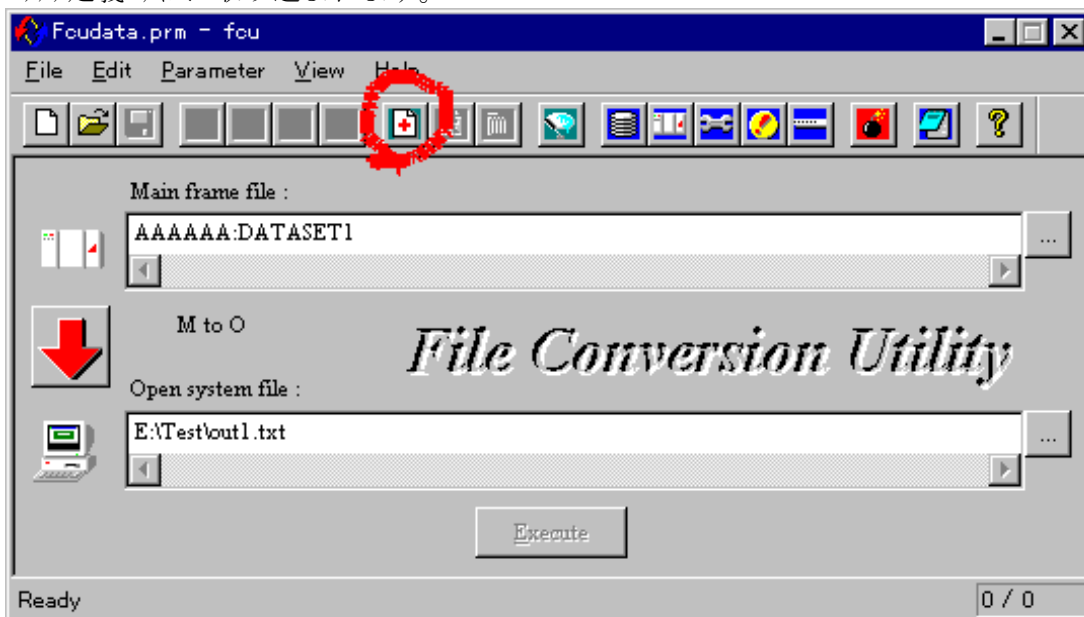 Fcudata.prm - fcu
File Edit Parameter View Help
Main frame file :
AAAAAA:DATASET1
...
M to O
File Conversion Utility
Open system file :
E:\Test\out1.txt
...
Execute
Ready
0 / 0